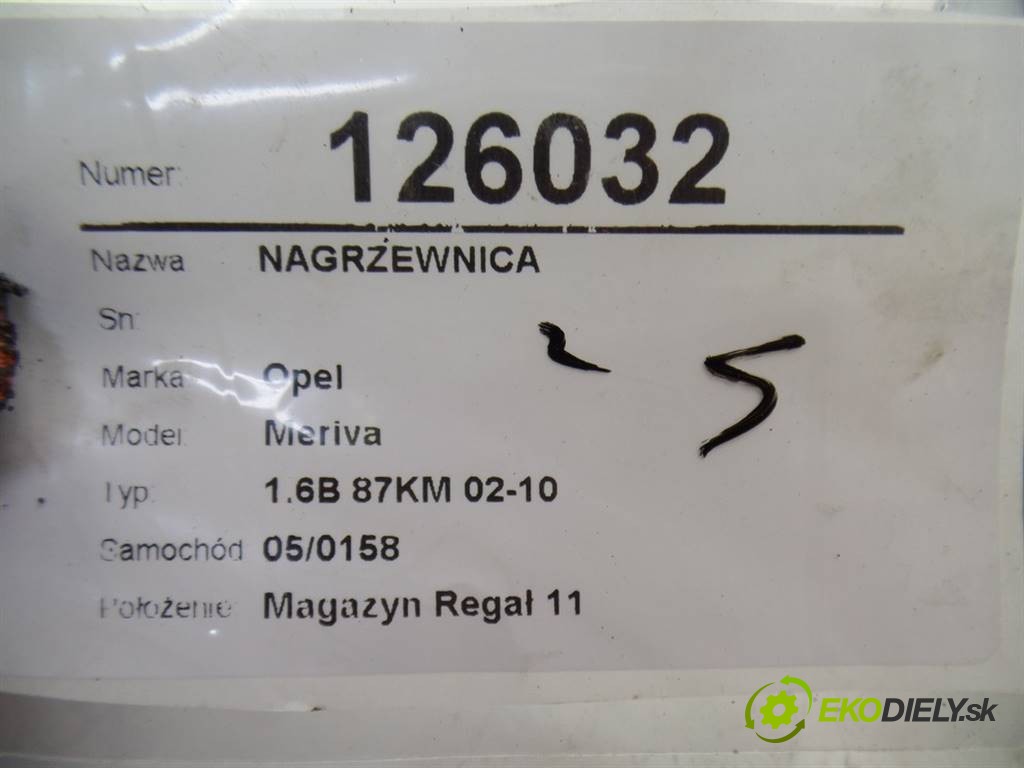 Numer: 126032
Nazwa NAGRZEWNICA
Sn:
Marka Opel
Model Meriva
Typ: 1.6B 87KM 02-10
Samochód 05/0158
Położenie Magazyn Regał 11
5
EKODIELY.sk